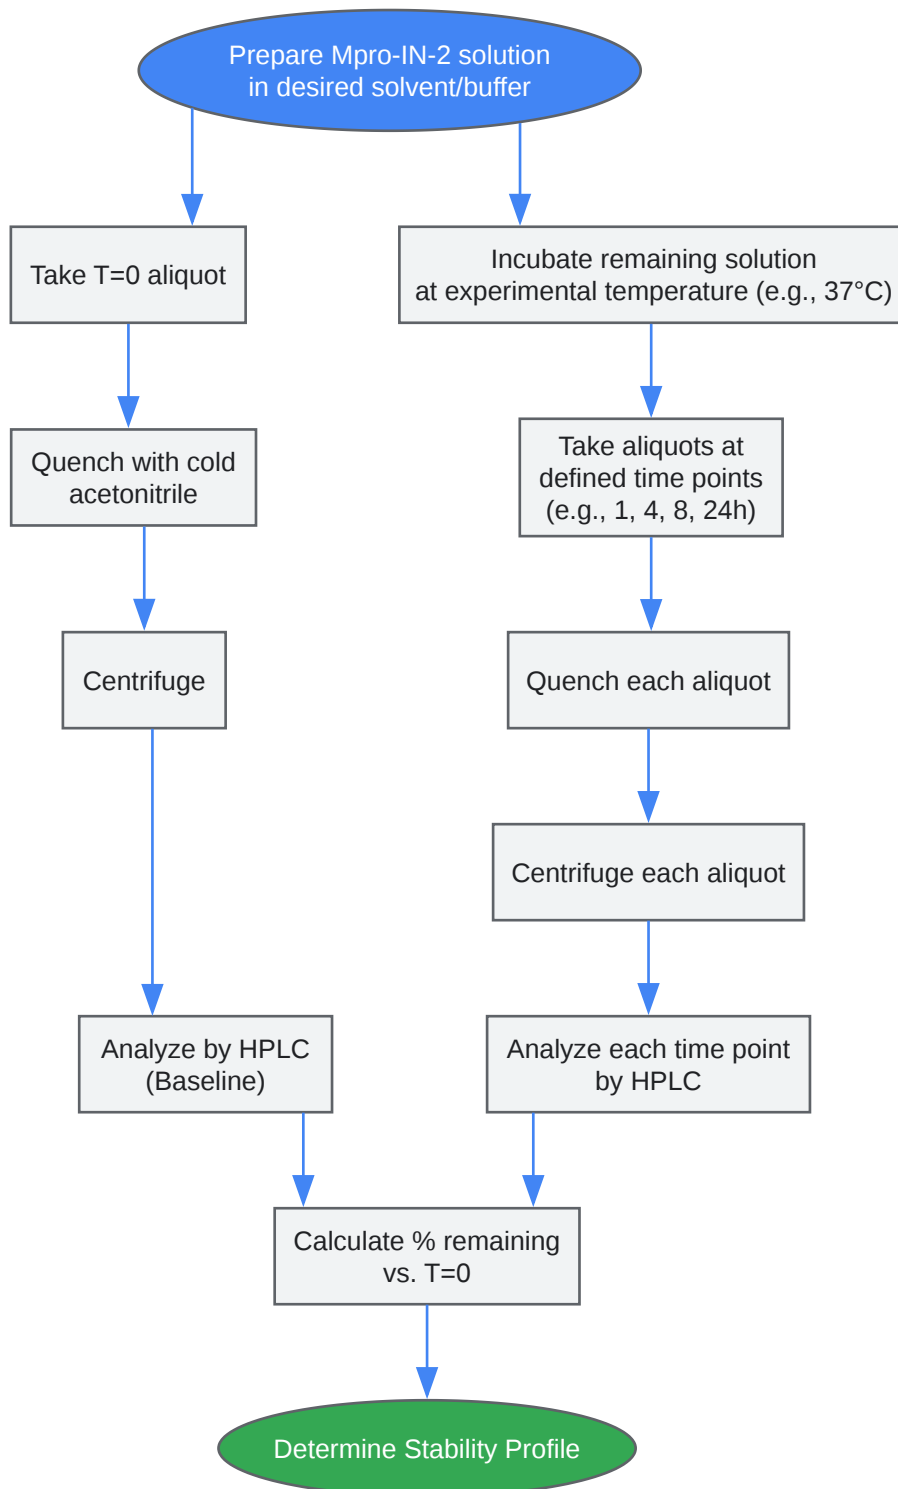 Prepare Mpro-IN-2 solution
in desired solvent/buffer
Take T=0 aliquot
Incubate remaining solution
at experimental temperature (e.g., 37°C)
Quench with cold
acetonitrile
Take aliquots at
defined time points
(e.g., 1, 4, 8, 24h)
Centrifuge
Quench each aliquot
Centrifuge each aliquot
Analyze by HPLC
(Baseline)
Analyze each time point
by HPLC
Calculate % remaining
vs. T=0
Determine Stability Profile